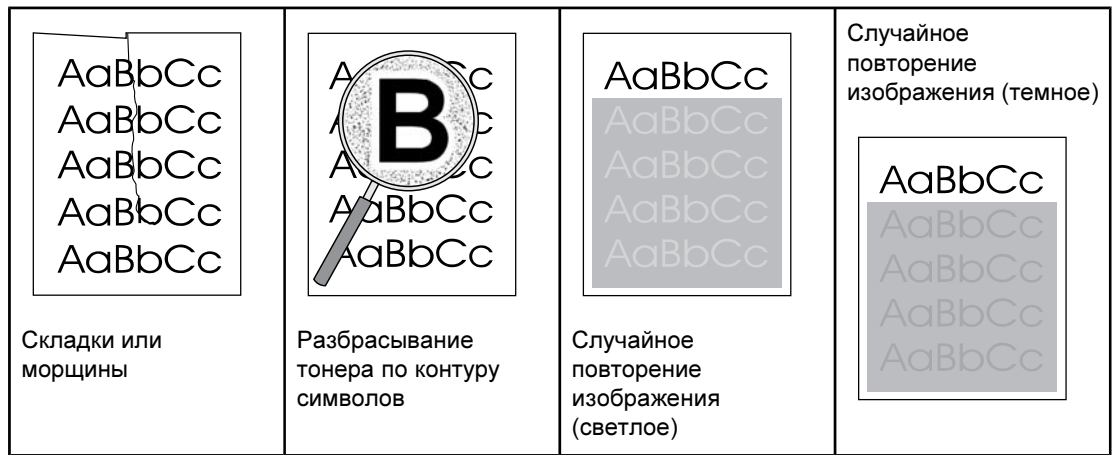 AaBbCc
AaBbCc
AaBbCc
AaBbCc
AaBbCc
Складки или
морщины
A c
B
AaBbCc
AaBbCc
Разбрасывание
тонера по контуру
символов
AaBbCc
AaBbCc
AaBbCc
AaBbCc
AaBbCc
Случайное
повторение
изображения
(светлое)
Случайное
повторение
изображения (темное)
AaBbCc
AaBbCc
AaBbCc
AaBbCc
AaBbCc